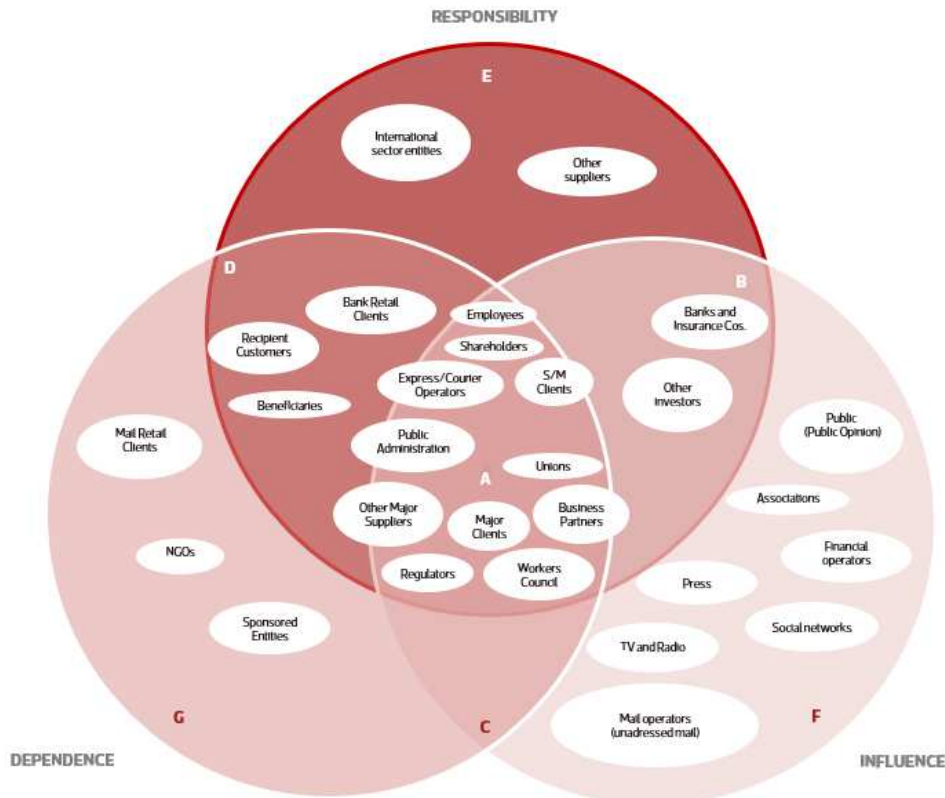 RESPONSIBILITY
E
International
sector entities
Other
suppliers
D
B
Bank Retail
Clients
Employees
Banks and
Insurance Cos.
Recipient
Customers
Shareholders
Express/Courier
Operators
S/M
Clients
Other
investors
Beneficiaries
Mail Retail
Clients
Public
(Public Opinion)
Public
Administration
Unions
A
Associations
Other Major
Suppliers
Major
Clients
Business
Partners
NGOs
Financial
operators
Regulators
Workers
Council
Press
Sponsored
Entities
Social networks
TV and Radio
G
C
Mail operators
(unadressed mail)
F
DEPENDENCE
INFLUENCE